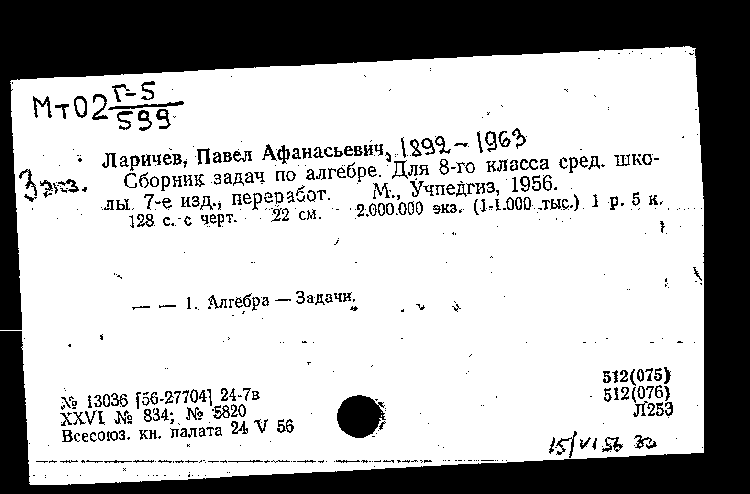 Мт02 Г-5
599
Ларичев, Павел Афанасьевич, 1892-1963
3 экз.
Сборник задач по алгебре. Для 8-го класса сред. шко-
лы. 7-е изд., переработ. М., Учпедгиз, 1956.
128 с. с черт. 22 см. 2.000.000 экз. (1-1.000 тыс.) 1 р. 5 к.
— — 1. Алгебра — Задачи.
512(075)
№ 13036 [56-27704] 24-7в
512(076)
XXVI № 834; № 5820
Л253
Всесоюз. кн. палата 24 V 56
15/VI 56